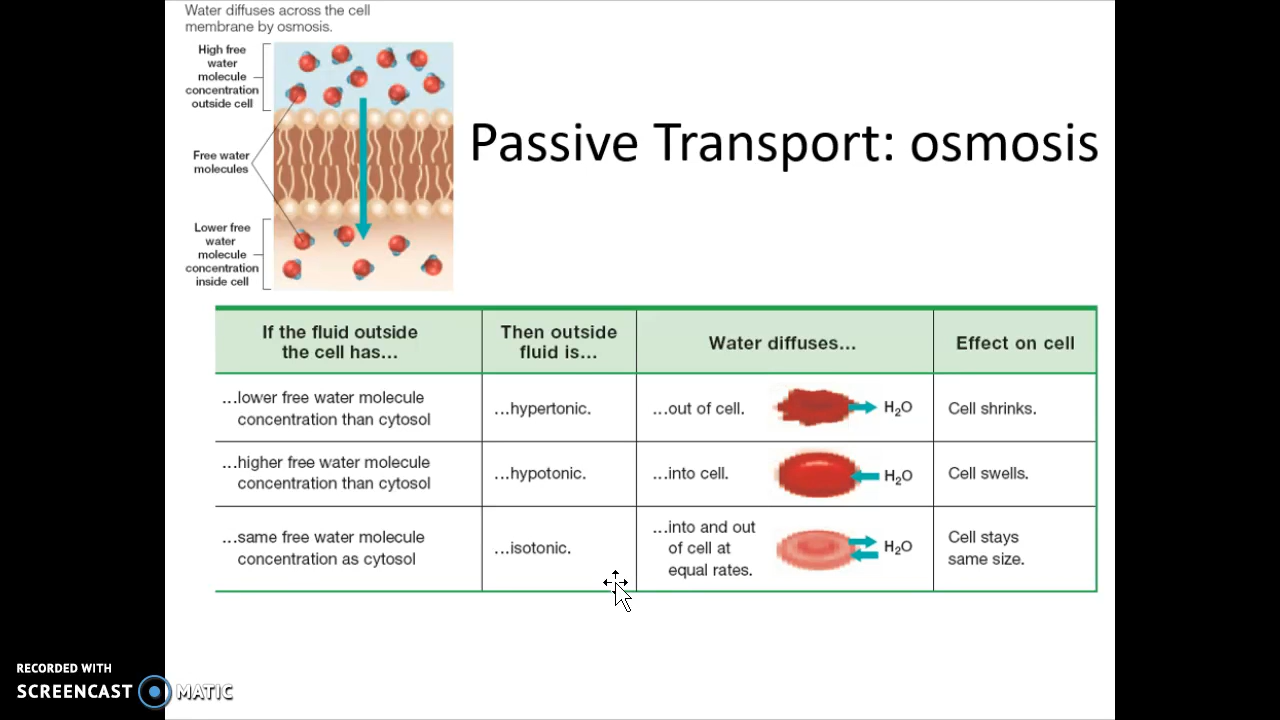 Water diffuses across the cell
membrane by osmosis.
High free
water
molecule
concentration
outside cell
Free water
molecules
Lower free
water
molecule
concentration
inside cell
Passive Transport: osmosis
If the fluid outside
the cell has...
Then outside
fluid is...
Water diffuses...
Effect on cell
...lower free water molecule
concentration than cytosol
...hypertonic.
...out of cell.
H₂O
Cell shrinks.
...higher free water molecule
concentration than cytosol
...hypotonic.
...into cell.
H₂O
Cell swells.
...same free water molecule
concentration as cytosol
...isotonic.
...into and out
of cell at
equal rates.
H₂O
Cell stays
same size.
RECORDED WITH
SCREENCAST MATIC